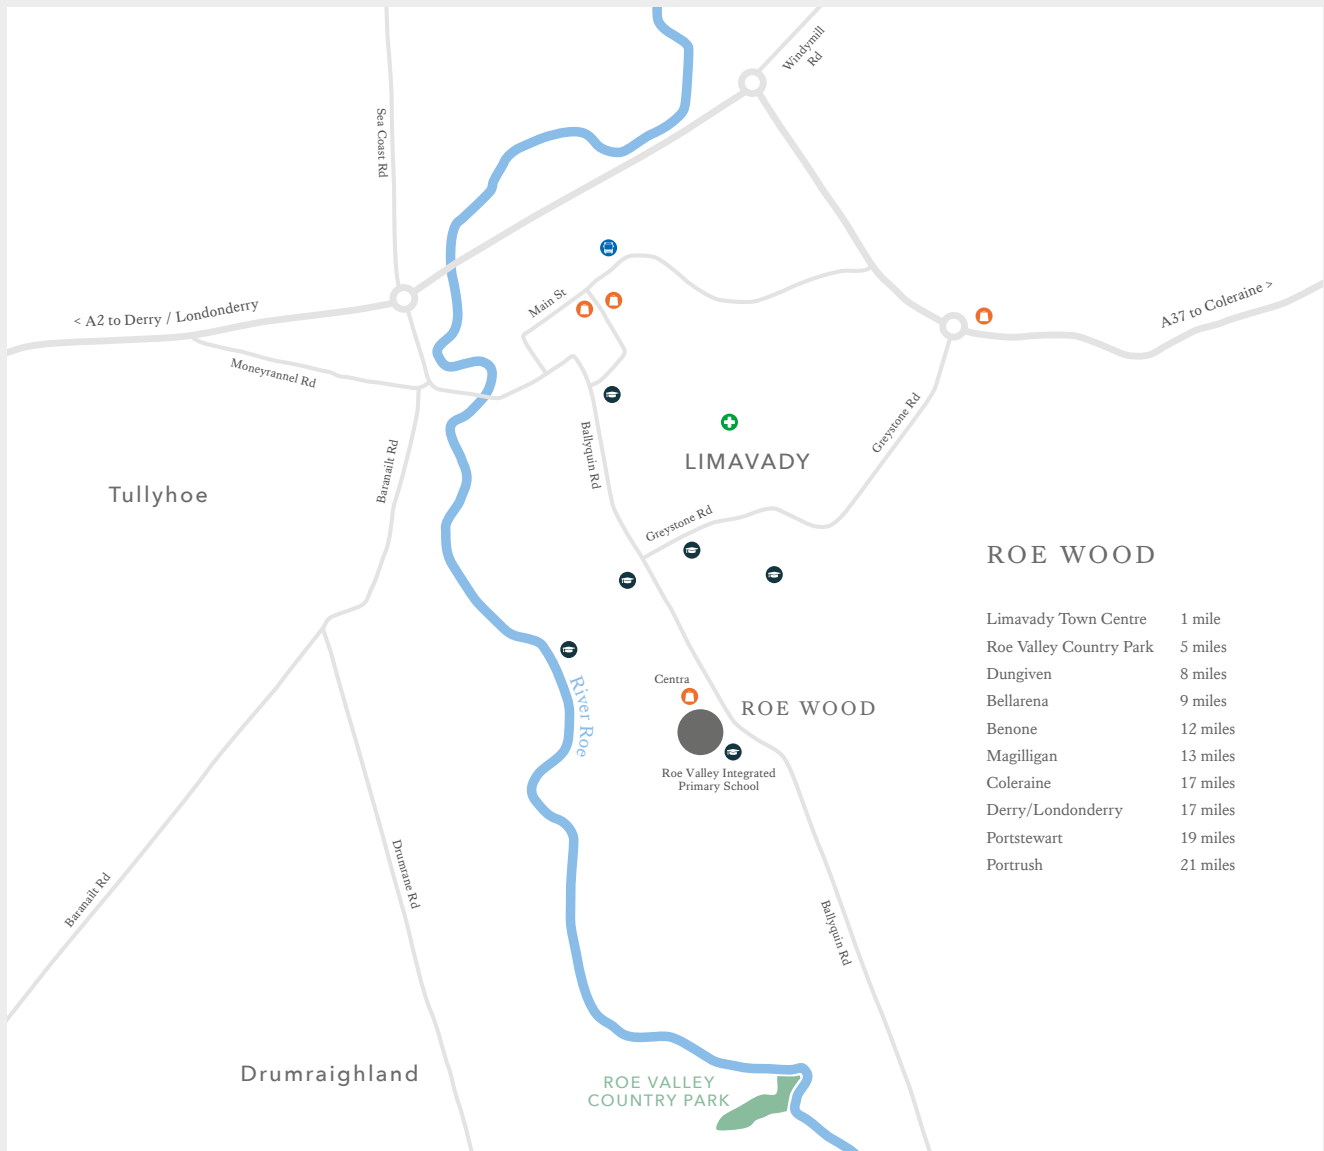 Windymill
Rd
Sea Coast Rd
Main St
< A2 to Derry / Londonderry
A37 to Coleraine >
Moneyrannel Rd
Greystone Rd
Ballyquin Rd
Baranailt Rd
LIMAVADY
Tullyhoe
Greystone Rd
ROE WOOD
Limavady Town Centre 1 mile
Roe Valley Country Park 5 miles
Dungiven 8 miles
Bellarena 9 miles
Benone 12 miles
Magilligan 13 miles
Coleraine 17 miles
Derry/Londonderry 17 miles
Portstewart 19 miles
Portrush 21 miles
Centra
River Roe
ROE WOOD
Roe Valley Integrated
Primary School
Drumrane Rd
Baranailt Rd
Ballyquin Rd
Drumraighland
ROE VALLEY
COUNTRY PARK